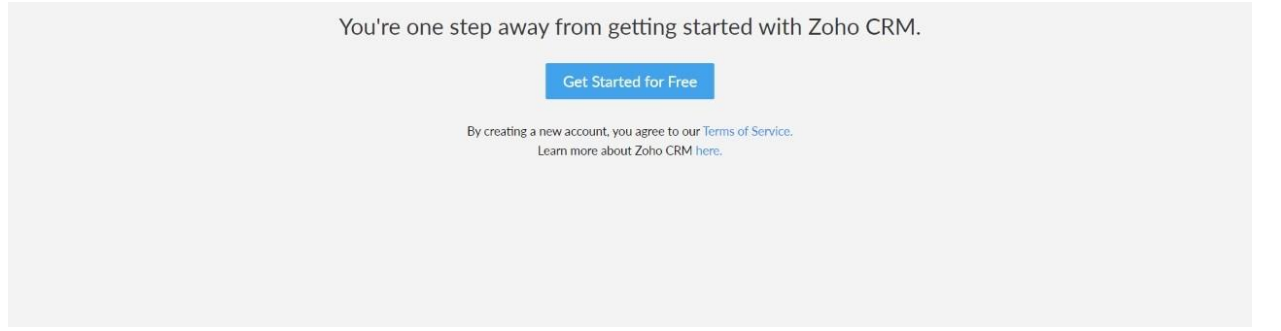 You're one step away from getting started with Zoho CRM.
Get Started for Free
By creating a new account, you agree to our Terms of Service.
Learn more about Zoho CRM here.